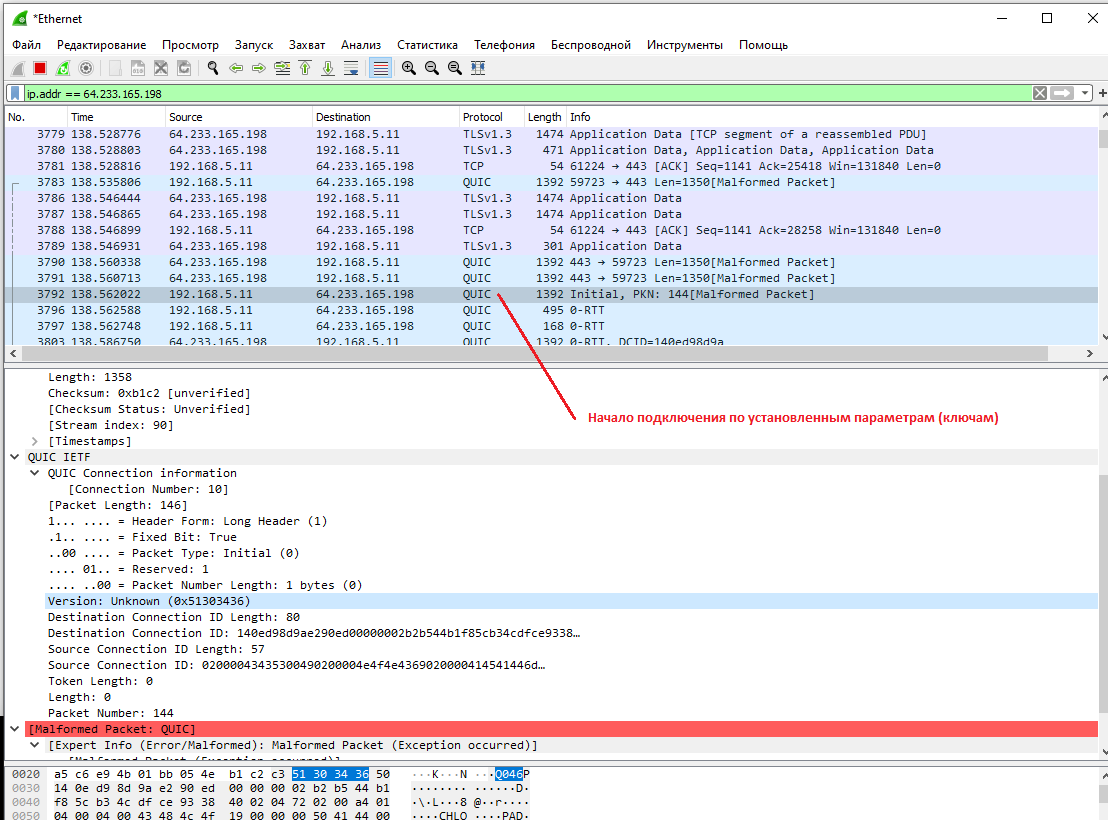 *Ethernet
Файл Редактирование Просмотр Запуск Захват Анализ Статистика Телефония Беспроводной Инструменты Помощь
ip.addr == 64.233.165.198
No. Time Source Destination Protocol Length Info
3779 138.528776 64.233.165.198 192.168.5.11 TLSv1.3 1474 Application Data [TCP segment of a reassembled PDU]
3780 138.528803 64.233.165.198 192.168.5.11 TLSv1.3 471 Application Data, Application Data, Application Data
3781 138.528816 192.168.5.11 64.233.165.198 TCP 54 61224 → 443 [ACK] Seq=1141 Ack=25418 Win=131840 Len=0
3783 138.535806 192.168.5.11 64.233.165.198 QUIC 1392 59723 → 443 Len=1350[Malformed Packet]
3786 138.546444 64.233.165.198 192.168.5.11 TLSv1.3 1474 Application Data
3787 138.546865 64.233.165.198 192.168.5.11 TLSv1.3 1474 Application Data
3788 138.546899 192.168.5.11 64.233.165.198 TCP 54 61224 → 443 [ACK] Seq=1141 Ack=28258 Win=131840 Len=0
3789 138.546931 64.233.165.198 192.168.5.11 TLSv1.3 301 Application Data
3790 138.560338 64.233.165.198 192.168.5.11 QUIC 1392 443 → 59723 Len=1350[Malformed Packet]
3791 138.560713 64.233.165.198 192.168.5.11 QUIC 1392 443 → 59723 Len=1350[Malformed Packet]
3792 138.562022 192.168.5.11 64.233.165.198 QUIC 1392 Initial, PKN: 144[Malformed Packet]
3796 138.562588 192.168.5.11 64.233.165.198 QUIC 495 0-RTT
3797 138.562748 192.168.5.11 64.233.165.198 QUIC 168 0-RTT
3803 138.586750 192.168.5.11 64.233.165.198 QUIC 1392 0-RTT, DCID=140ed98d9a
Length: 1358
Checksum: 0xb1c2 [unverified]
[Checksum Status: Unverified]
Начало подключения по установленным параметрам (ключам)
[Stream index: 90]
[Timestamps]
QUIC IETF
QUIC Connection information
[Connection Number: 10]
[Packet Length: 146]
1... .... = Header Form: Long Header (1)
.1.. .... = Fixed Bit: True
..00 .... = Packet Type: Initial (0)
.... 01.. = Reserved: 1
.... ..00 = Packet Number Length: 1 bytes (0)
Version: Unknown (0x51303436)
Destination Connection ID Length: 80
Destination Connection ID: 140ed98d9ae290ed00000002b2b544b1f85cb34cdfce9338…
Source Connection ID Length: 57
Source Connection ID: 02000043435300490200004e4f4e4369020000414541446d…
Token Length: 0
Length: 0
Packet Number: 144
[Malformed Packet: QUIC]
[Expert Info (Error/Malformed): Malformed Packet (Exception occurred)]
[Malformed Packet (Exception occurred)]
0020 a5 c6 e9 4b 01 bb 05 4e b1 c2 c3 51 30 34 36 50 ···K···N ···Q046P
0030 14 0e d9 8d 9a e2 90 ed 00 00 00 02 b2 b5 44 b1 ········ ······D·
0040 f8 5c b3 4c df ce 93 38 40 02 04 72 02 00 a4 01 ·\·L···8 @··r····
0050 04 00 04 00 43 48 4c 4f 19 00 00 00 50 41 44 00 ····CHLO ····PAD·